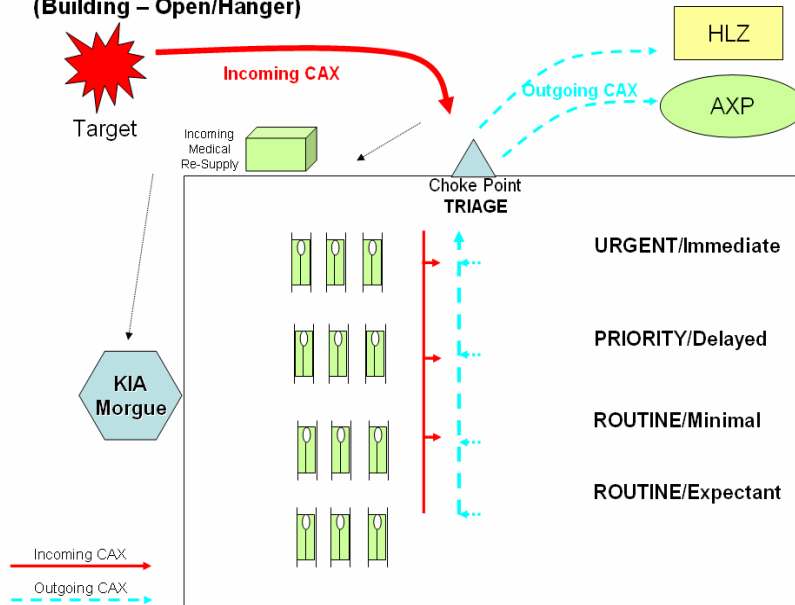 (Building – Open/Hanger)
HLZ
Incoming CAX
Outgoing CAX
AXP
Target
Incoming
Medical
Re-Supply
Choke Point
TRIAGE
URGENT/Immediate
PRIORITY/Delayed
KIA
Morgue
ROUTINE/Minimal
ROUTINE/Expectant
Incoming CAX
Outgoing CAX